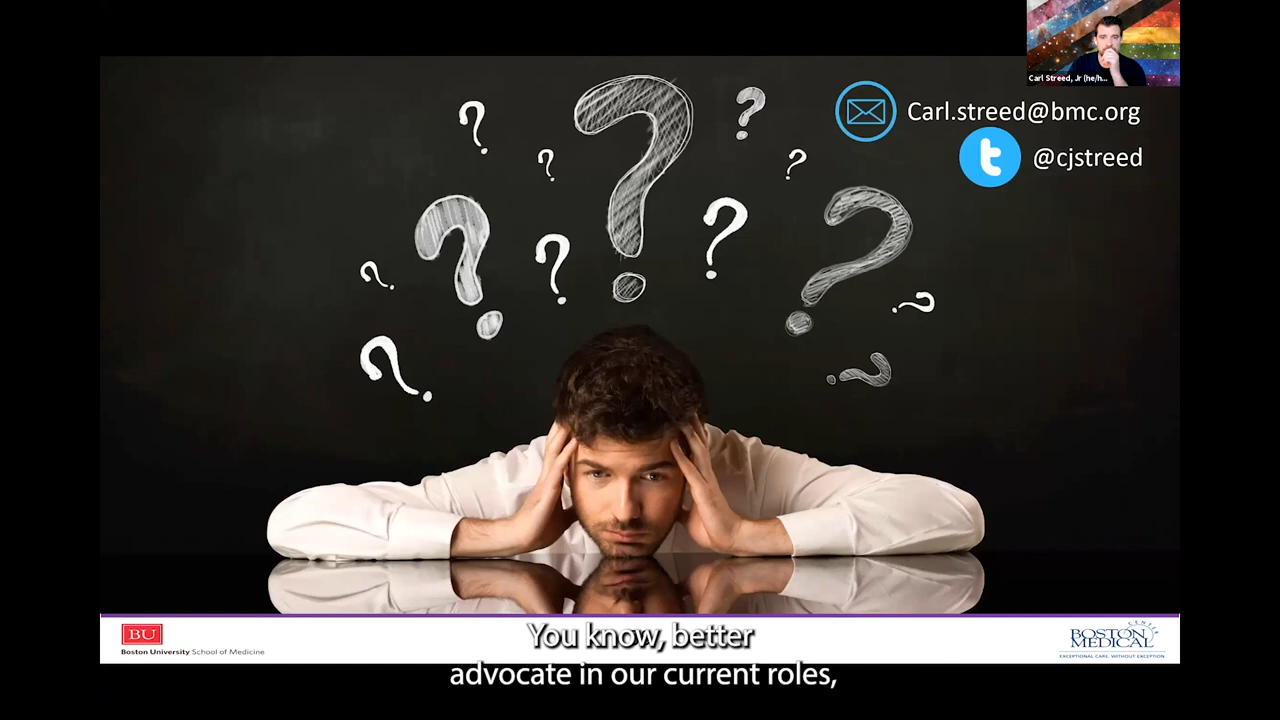 Carl Streed, Jr (he/h...
Carl.streed@bmc.org
@cjstreed
BU
Boston University School of Medicine
BOSTON
MEDICAL
CENTER
EXCEPTIONAL CARE. WITHOUT EXCEPTION.
You know, better
advocate in our current roles,